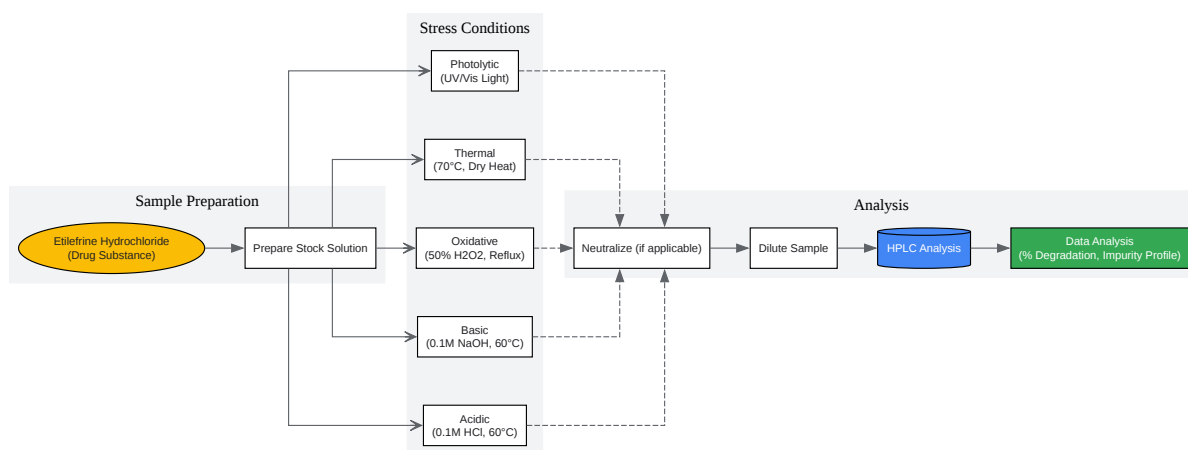 Stress Conditions
Photolytic
(UV/Vis Light)
Thermal
(70°C, Dry Heat)
Sample Preparation
Etilefrine Hydrochloride
(Drug Substance)
Prepare Stock Solution
Oxidative
(50% H2O2, Reflux)
Basic
(0.1M NaOH, 60°C)
Acidic
(0.1M HCl, 60°C)
Analysis
Neutralize (if applicable)
Dilute Sample
HPLC Analysis
Data Analysis
(% Degradation, Impurity Profile)